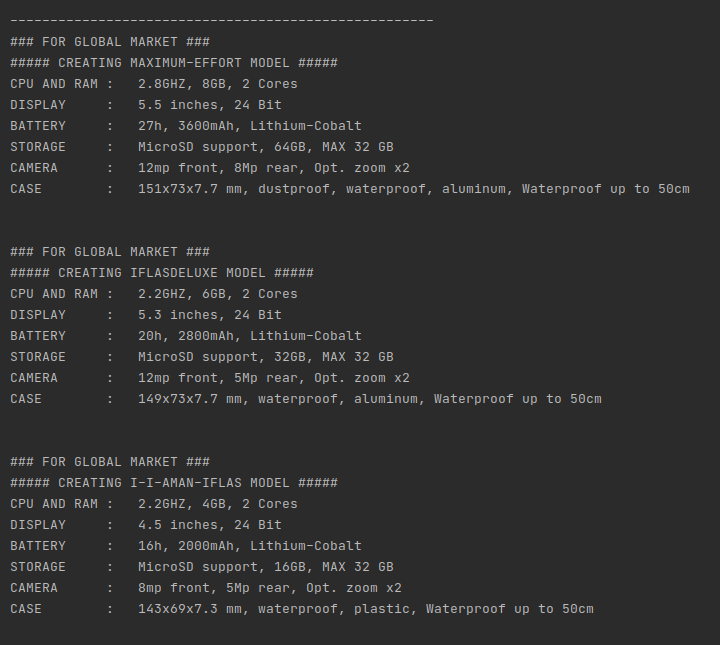 -----------------------------------------------------
### FOR GLOBAL MARKET ###
##### CREATING MAXIMUM-EFFORT MODEL #####
CPU AND RAM :   2.8GHZ, 8GB, 2 Cores
DISPLAY     :   5.5 inches, 24 Bit
BATTERY     :   27h, 3600mAh, Lithium-Cobalt
STORAGE     :   MicroSD support, 64GB, MAX 32 GB
CAMERA      :   12mp front, 8Mp rear, Opt. zoom x2
CASE        :   151x73x7.7 mm, dustproof, waterproof, aluminum, Waterproof up to 50cm
### FOR GLOBAL MARKET ###
##### CREATING IFLASDELUXE MODEL #####
CPU AND RAM :   2.2GHZ, 6GB, 2 Cores
DISPLAY     :   5.3 inches, 24 Bit
BATTERY     :   20h, 2800mAh, Lithium-Cobalt
STORAGE     :   MicroSD support, 32GB, MAX 32 GB
CAMERA      :   12mp front, 5Mp rear, Opt. zoom x2
CASE        :   149x73x7.7 mm, waterproof, aluminum, Waterproof up to 50cm
### FOR GLOBAL MARKET ###
##### CREATING I-I-AMAN-IFLAS MODEL #####
CPU AND RAM :   2.2GHZ, 4GB, 2 Cores
DISPLAY     :   4.5 inches, 24 Bit
BATTERY     :   16h, 2000mAh, Lithium-Cobalt
STORAGE     :   MicroSD support, 16GB, MAX 32 GB
CAMERA      :   8mp front, 5Mp rear, Opt. zoom x2
CASE        :   143x69x7.3 mm, waterproof, plastic, Waterproof up to 50cm